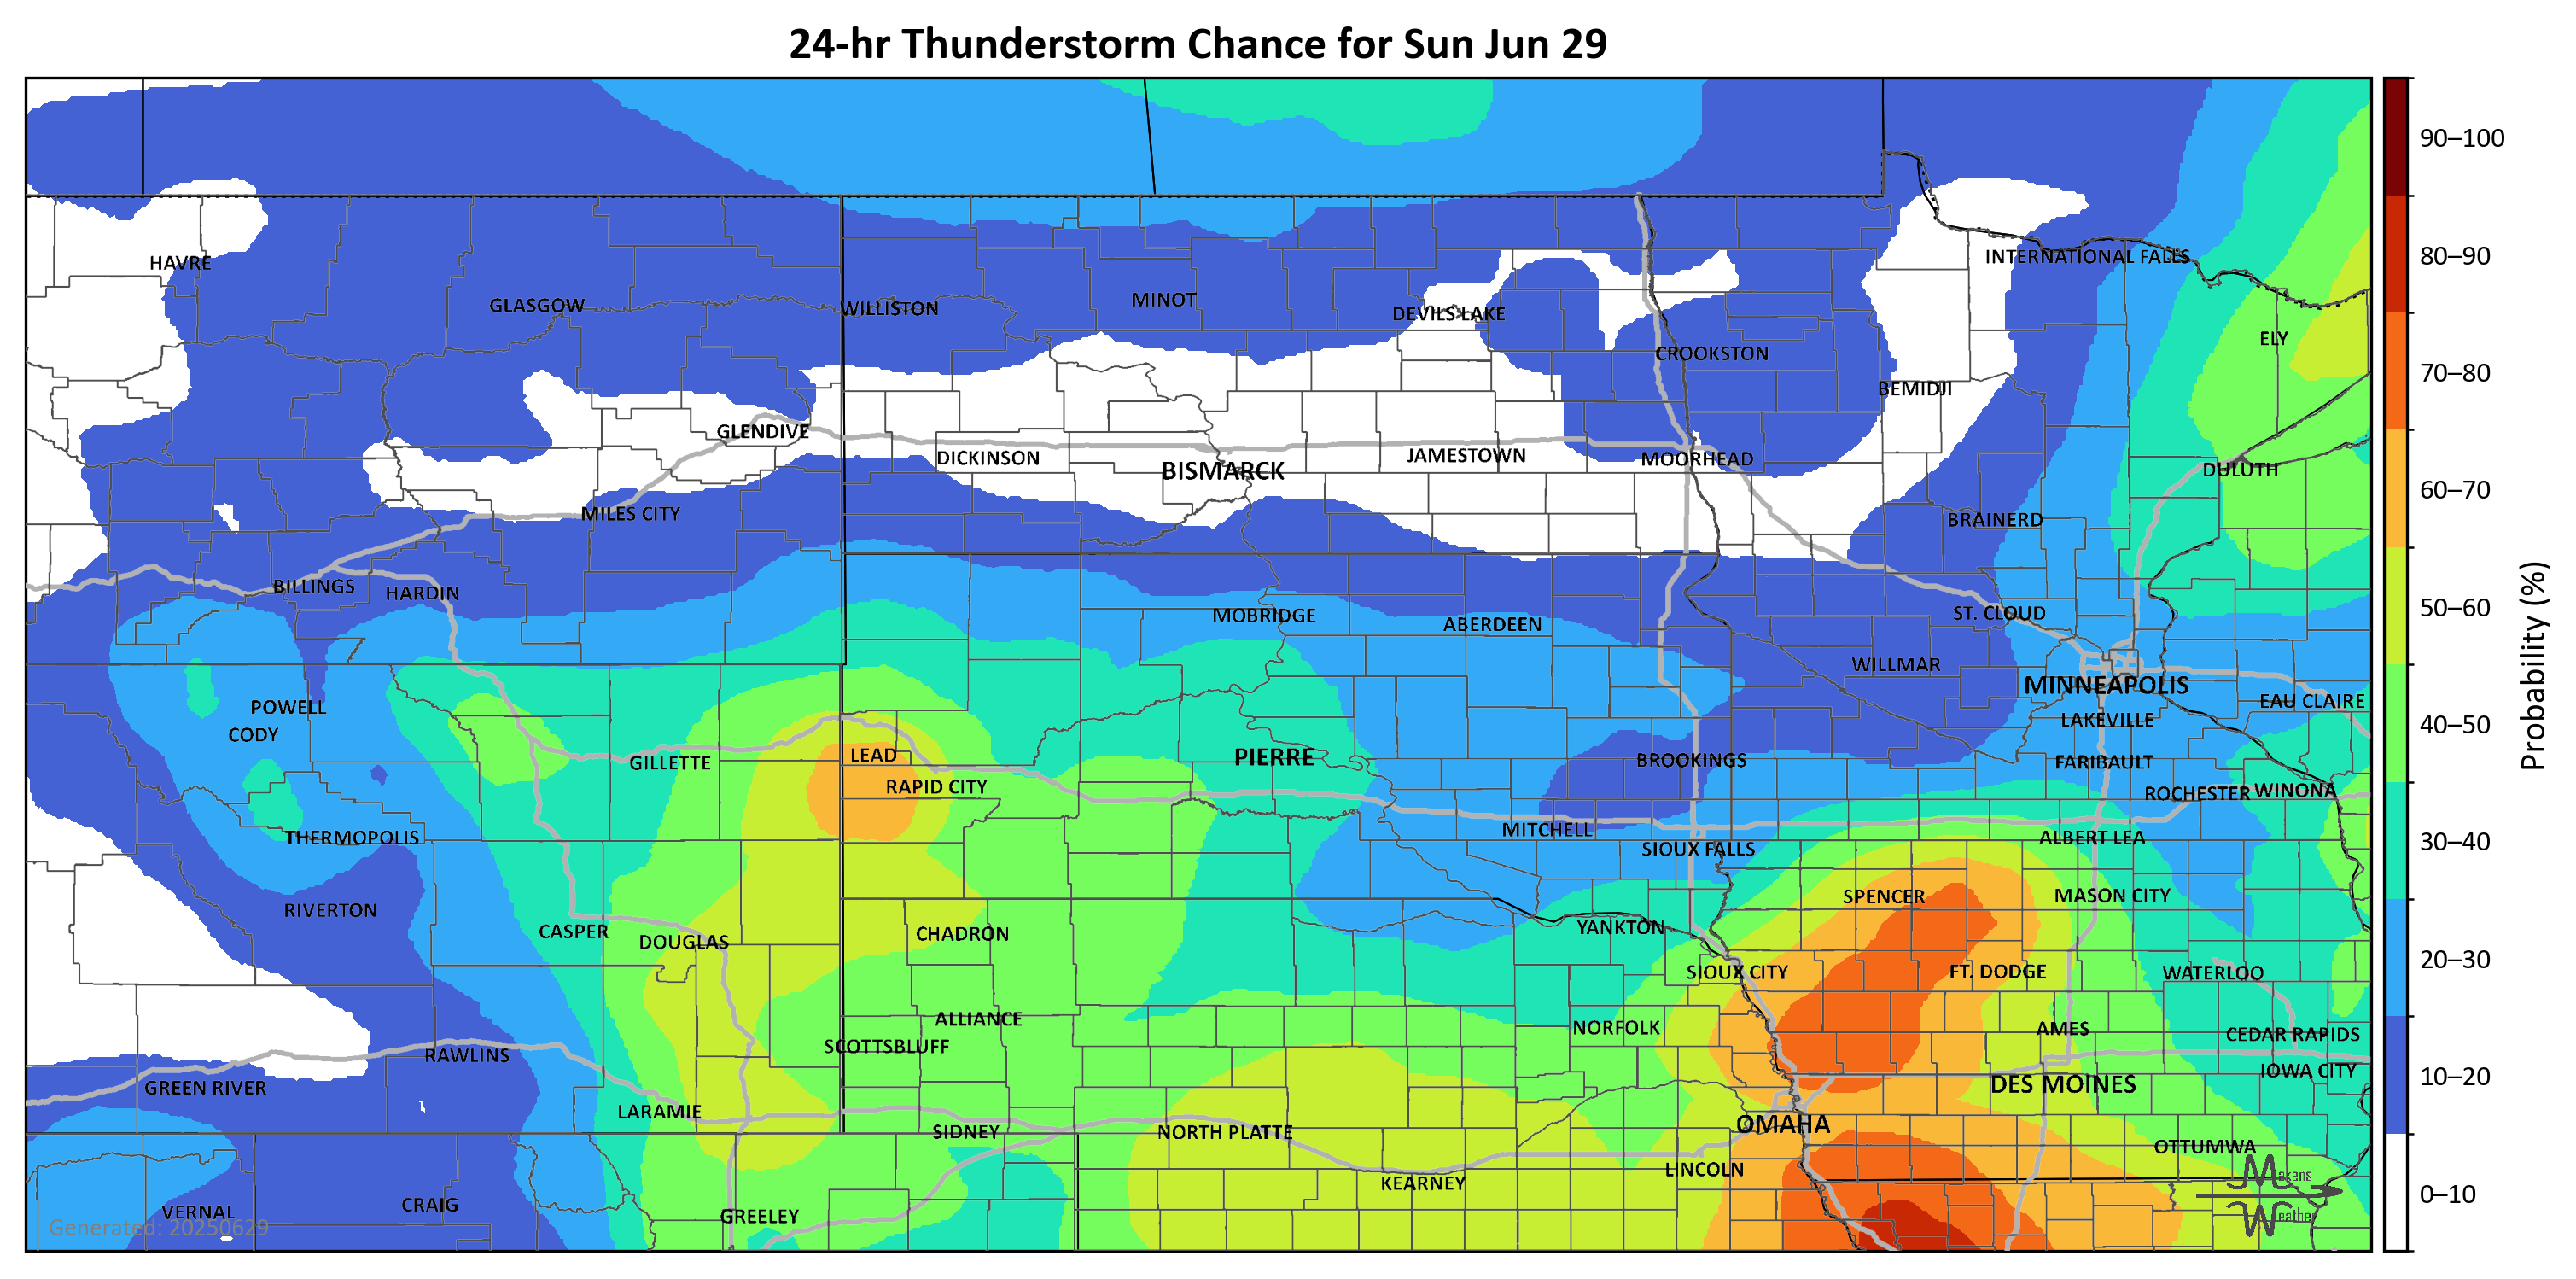 24-hr Thunderstorm Chance for Sun Jun 29
90–100
80–90
70–80
60–70
50–60
40–50
30–40
20–30
10–20
0–10
Probability (%)
HAVRE
GLASGOW
WILLISTON
MINOT
DEVILS LAKE
INTERNATIONAL FALLS
ELY
CROOKSTON
BEMIDJI
GLENDIVE
DICKINSON
BISMARCK
JAMESTOWN
MOORHEAD
DULUTH
MILES CITY
BRAINERD
BILLINGS
HARDIN
MOBRIDGE
ABERDEEN
ST. CLOUD
WILLMAR
MINNEAPOLIS
EAU CLAIRE
POWELL
CODY
LAKEVILLE
GILLETTE
LEAD
RAPID CITY
PIERRE
BROOKINGS
FARIBAULT
ROCHESTER
WINONA
THERMOPOLIS
MITCHELL
ALBERT LEA
SIOUX FALLS
RIVERTON
SPENCER
MASON CITY
CASPER
DOUGLAS
CHADRON
YANKTON
SIOUX CITY
FT. DODGE
WATERLOO
ALLIANCE
NORFOLK
AMES
CEDAR RAPIDS
SCOTTSBLUFF
RAWLINS
IOWA CITY
GREEN RIVER
DES MOINES
LARAMIE
SIDNEY
NORTH PLATTE
OMAHA
OTTUMWA
LINCOLN
KEARNEY
VERNAL
CRAIG
GREELEY
Generated: 20250629
Makens
Weather